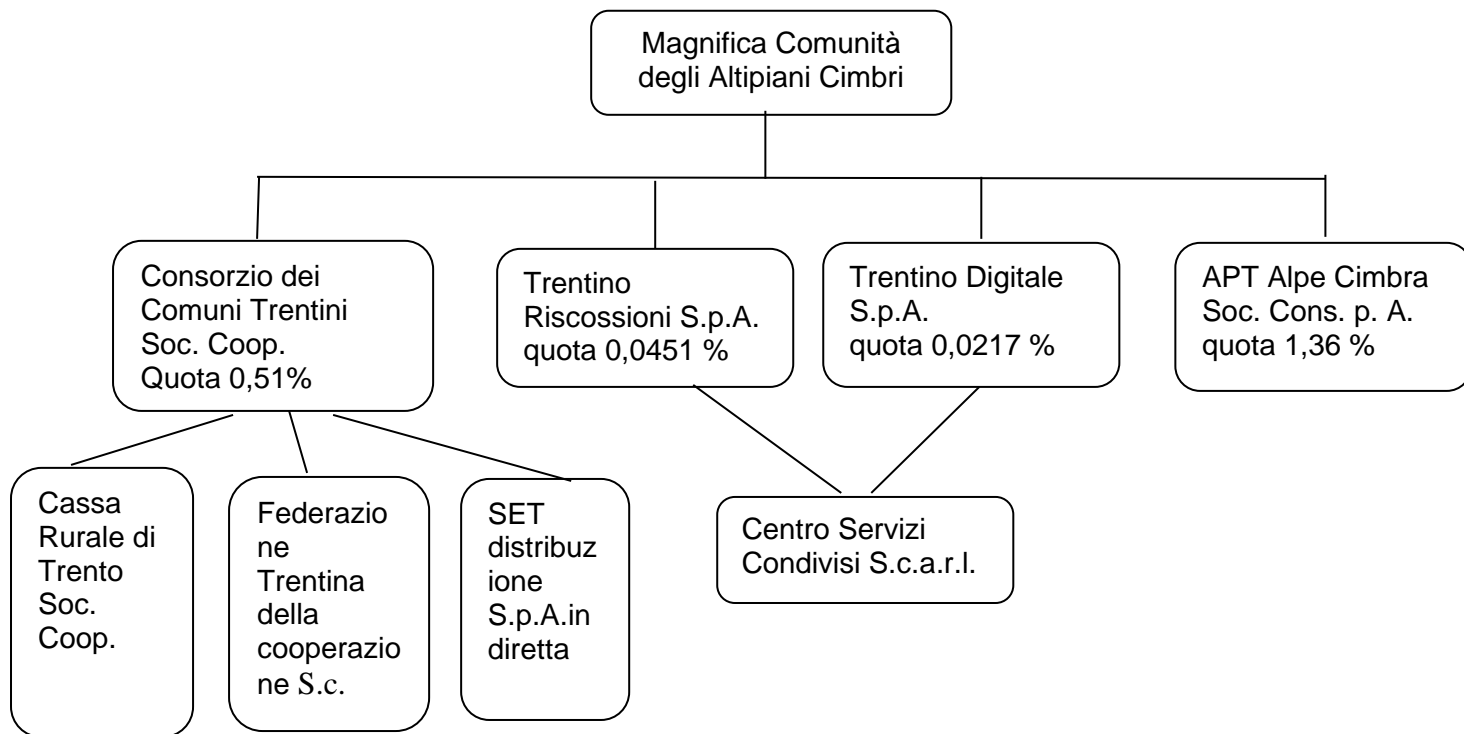 Magnifica Comunità
degli Altipiani Cimbri
Consorzio dei
Comuni Trentini
Soc. Coop.
Quota 0,51%
Trentino
Riscossioni S.p.A.
quota 0,0451 %
Trentino Digitale
S.p.A.
quota 0,0217 %
APT Alpe Cimbra
Soc. Cons. p. A.
quota 1,36 %
Cassa
Rurale di
Trento
Soc.
Coop.
Federazio
ne
Trentina
della
cooperazio
ne S.c.
SET
distribuz
zione
S.p.A.in
diretta
Centro Servizi
Condivisi S.c.a.r.l.